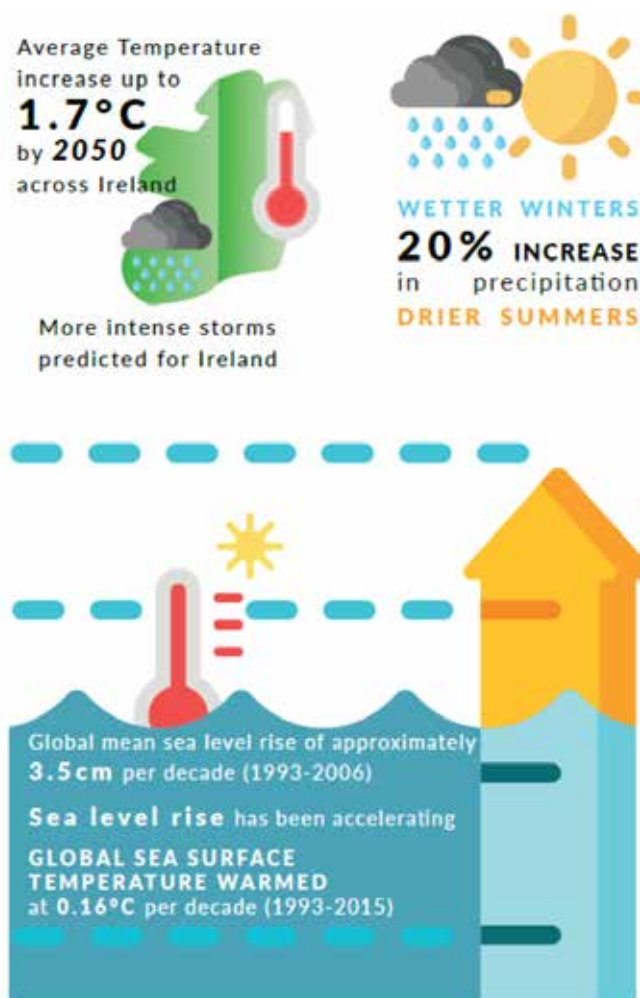 Average Temperature
increase up to
1.7°C
by 2050
across Ireland
More intense storms
predicted for Ireland
WETTER WINTERS
20% INCREASE
in precipitation
DRIER SUMMERS
Global mean sea level rise of approximately
3.5cm per decade (1993-2006)
Sea level rise has been accelerating
GLOBAL SEA SURFACE
TEMPERATURE WARMED
at 0.16°C per decade (1993-2015)